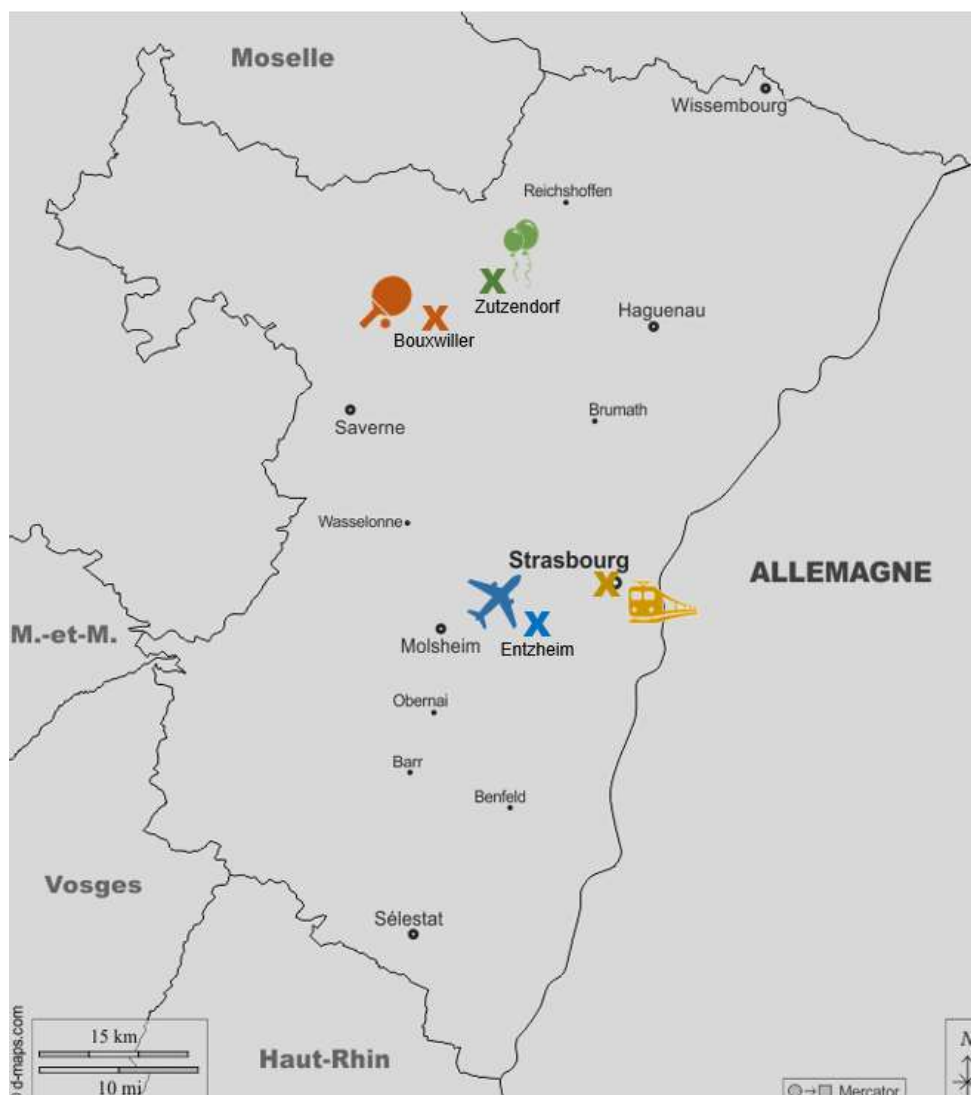 Moselle
Wissembourg
Reichshoffen
X
Zutzendorf
Haguenau
X
Bouxwiller
Brumath
Saverne
Wasselonne
Strasbourg
X
ALLEMAGNE
X
M.-et-M.
Molsheim
Entzheim
Obernai
Barr
Benfeld
Vosges
Sélestat
d-maps.com
15 km
Haut-Rhin
10 mi
N
Mercator